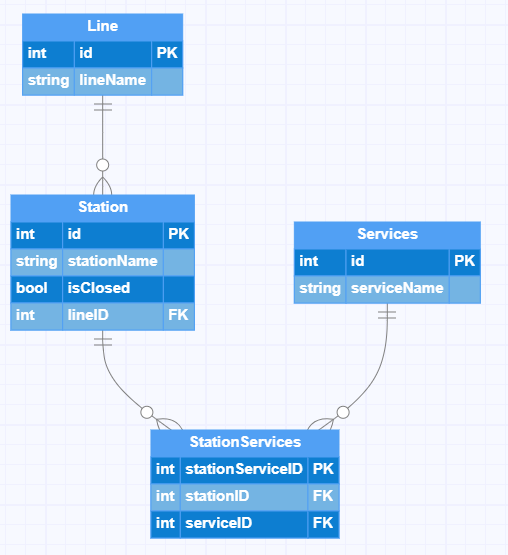 Line
int id PK
string lineName
Station
int id PK
string stationName
bool isClosed
int lineID FK
Services
int id PK
string serviceName
StationServices
int stationServiceID PK
int stationID FK
int serviceID FK